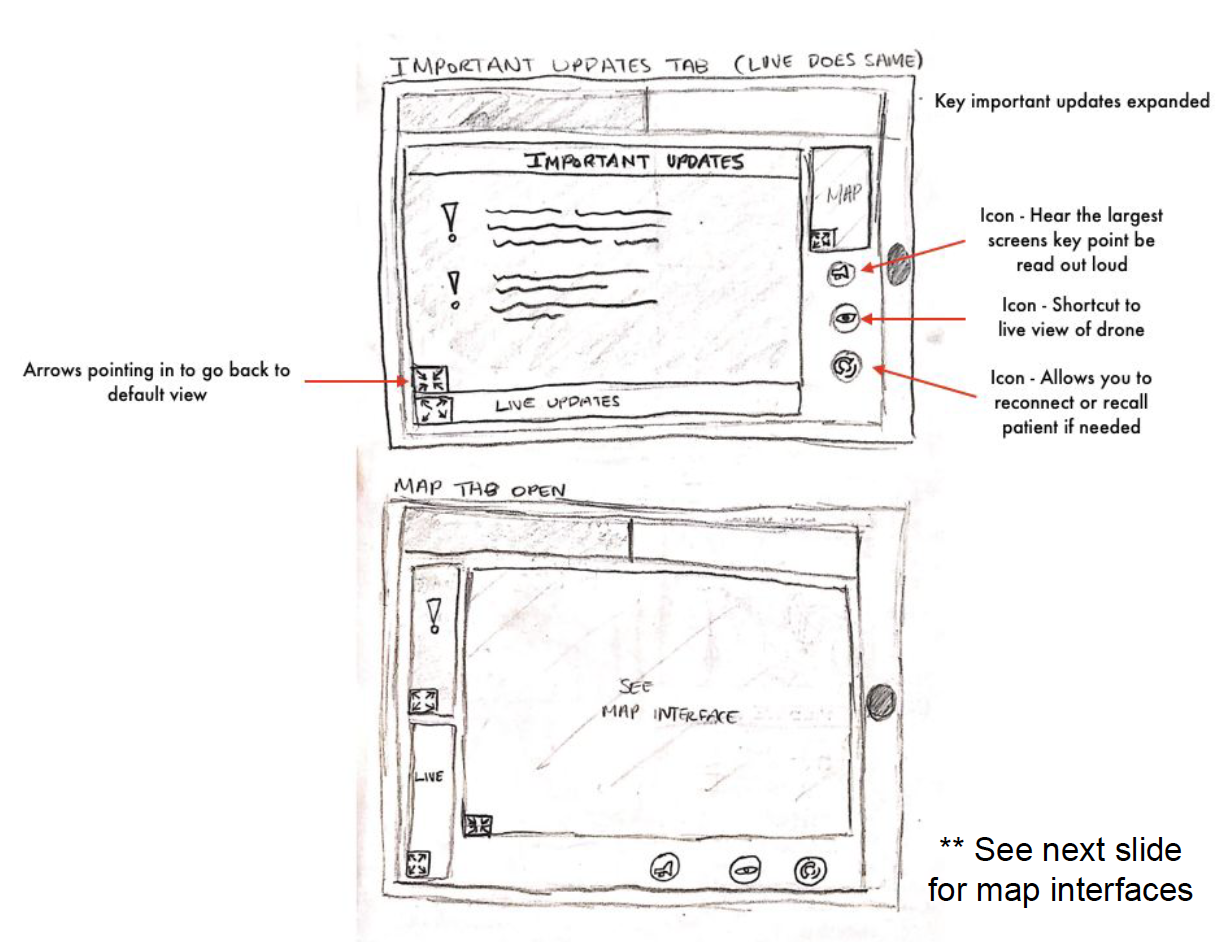 IMPORTANT UPDATES TAB (LIVE DOES SAME)
Key important updates expanded
IMPORTANT UPDATES
MAP
Icon - Hear the largest
screens key point be
read out loud
Icon - Shortcut to
live view of drone
Arrows pointing in to go back to
default view
Icon - Allows you to
reconnect or recall
patient if needed
LIVE UPDATES
MAP TAB OPEN
SEE
MAP INTERFACE
LIVE
** See next slide
for map interfaces